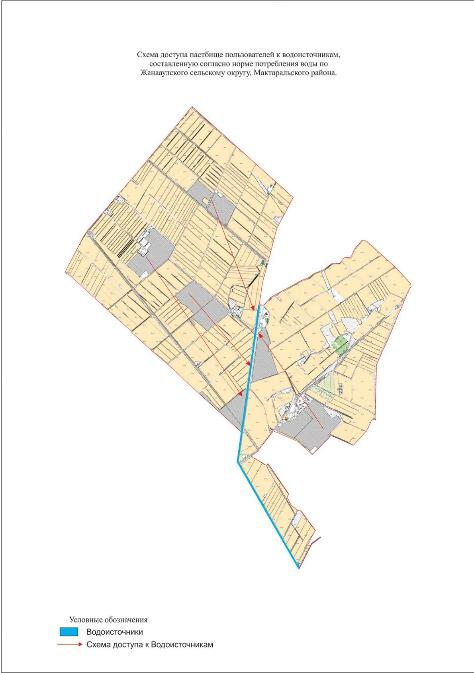 Схема доступа пастбище пользователей к водоисточникам,
составленную согласно норме потребления воды по
Жанааулского сельскому округу, Мактаральского района.
Условные обозначения
Водоисточники
Схема доступа к Водоисточникам